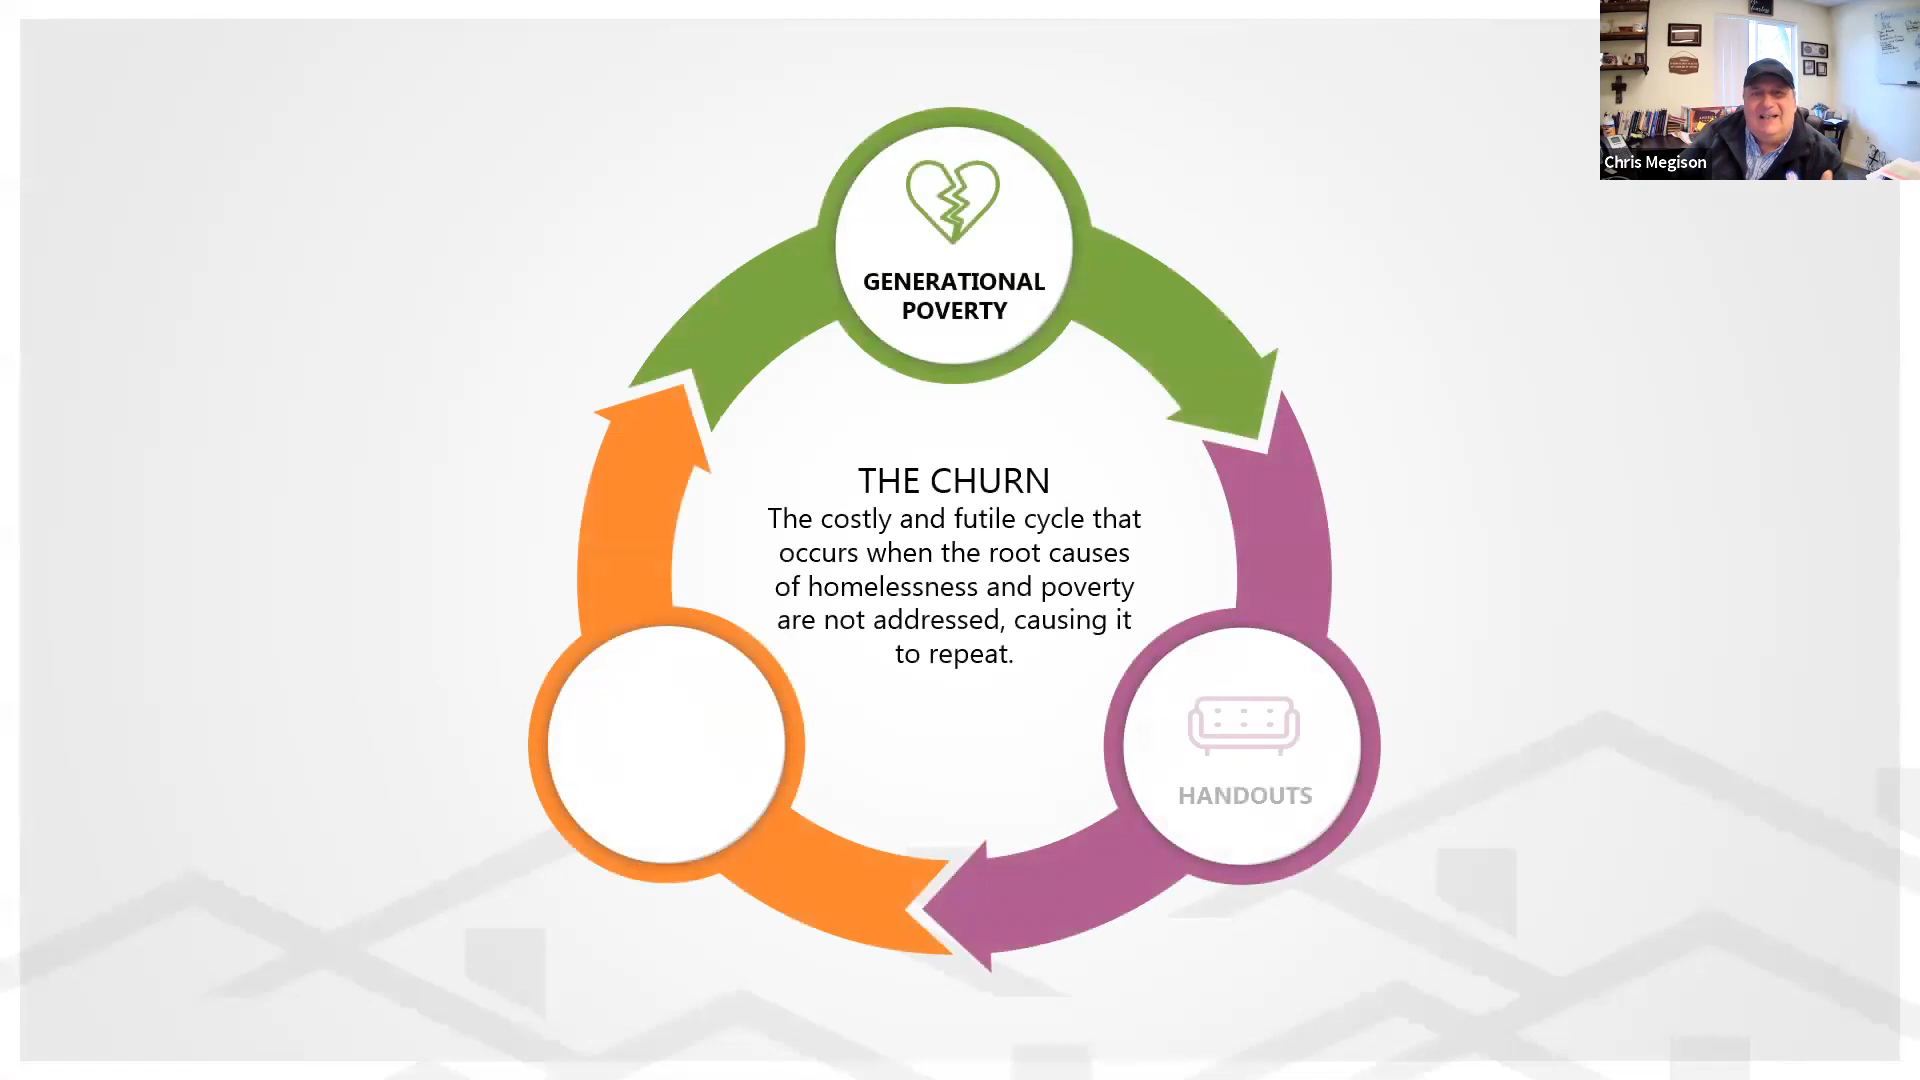 GENERATIONAL
POVERTY
THE CHURN
The costly and futile cycle that
occurs when the root causes
of homelessness and poverty
are not addressed, causing it
to repeat.
HANDOUTS
Chris Megison